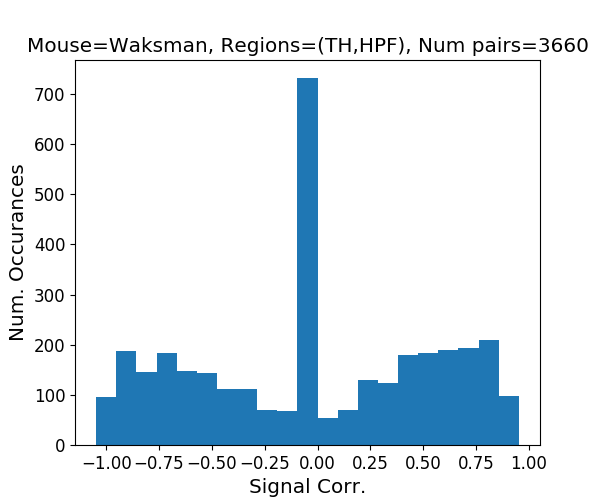 Mouse=Waksman, Regions=(TH,HPF), Num pairs=3660
Num. Occurances
700
600
500
400
300
200
100
0
−1.00 −0.75 −0.50 −0.25 0.00 0.25 0.50 0.75 1.00
Signal Corr.